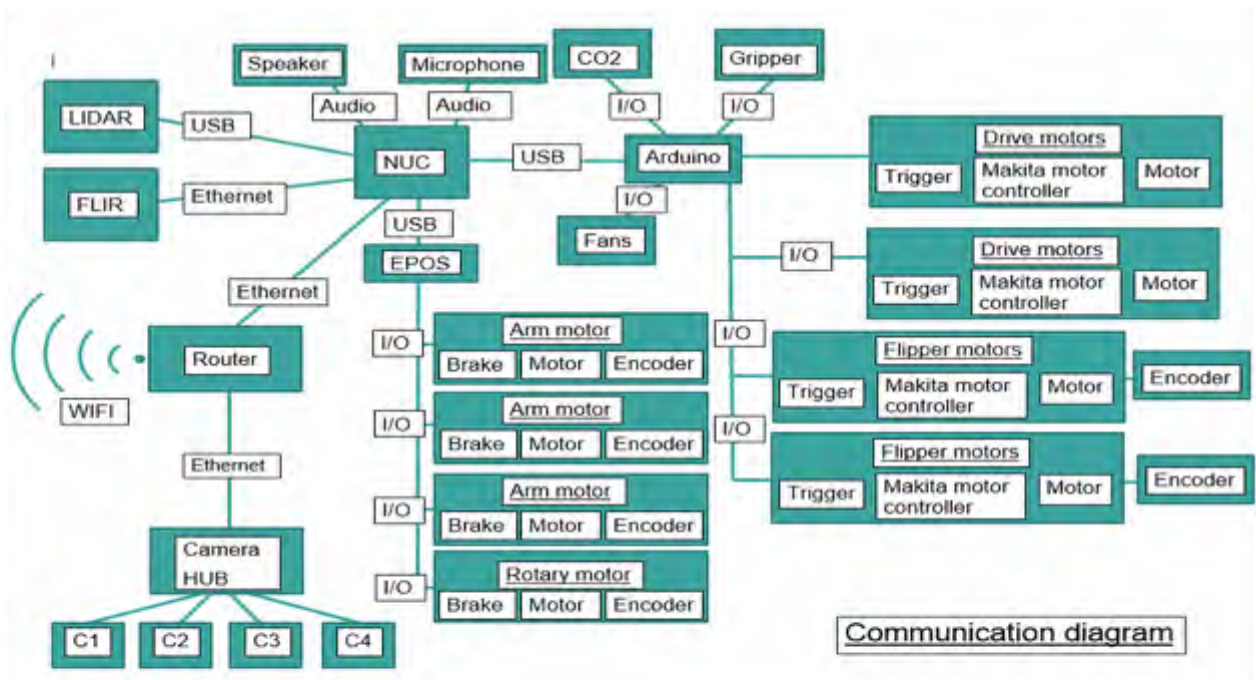 Speaker
Microphone
CO2
Gripper
LIDAR
USB
Audio
Audio
I/O
I/O
NUC
USB
Arduino
Drive motors
Trigger
Makita motor
controller
Motor
FLIR
Ethernet
I/O
Fans
USB
EPOS
I/O
Drive motors
Trigger
Makita motor
controller
Motor
Ethernet
Router
WIFI
I/O
Arm motor
Brake
Motor
Encoder
I/O
Flipper motors
Trigger
Makita motor
controller
Motor
Encoder
I/O
Arm motor
Brake
Motor
Encoder
I/O
Flipper motors
Trigger
Makita motor
controller
Motor
Encoder
Ethernet
I/O
Arm motor
Brake
Motor
Encoder
Camera
HUB
I/O
Rotary motor
Brake
Motor
Encoder
C1
C2
C3
C4
Communication diagram